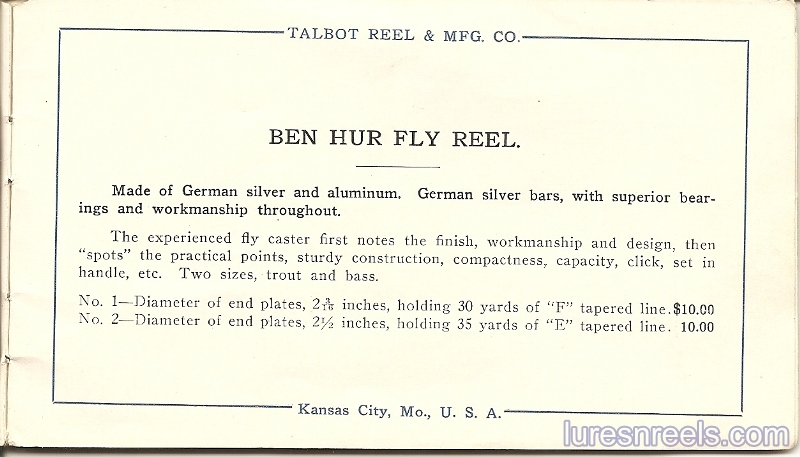 TALBOT REEL & MFG. CO.
BEN HUR FLY REEL.
Made of German silver and aluminum. German silver bars, with superior bear-
ings and workmanship throughout.
The experienced fly caster first notes the finish, workmanship and design, then
"spots" the practical points, sturdy construction, compactness, capacity, click, set in
handle, etc. Two sizes, trout and bass.
No. 1—Diameter of end plates, 2 3/16 inches, holding 30 yards of "F" tapered line. $10.00
No. 2—Diameter of end plates, 2½ inches, holding 35 yards of "E" tapered line. 10.00
Kansas City, Mo., U. S. A.
luresnreels.com